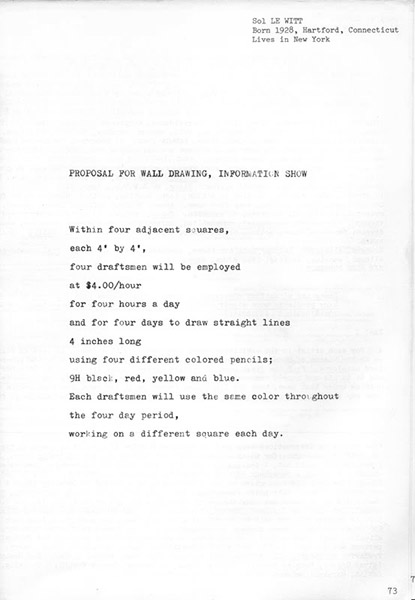 Sol LE WITT
Born 1928, Hartford, Connecticut
Lives in New York
PROPOSAL FOR WALL DRAWING, INFORMATION SHOW
Within four adjacent squares,
each 4' by 4',
four draftsmen will be employed
at $4.00/hour
for four hours a day
and for four days to draw straight lines
4 inches long
using four different colored pencils;
9H black, red, yellow and blue.
Each draftsmen will use the same color throughout
the four day period,
working on a different square each day.
7
73